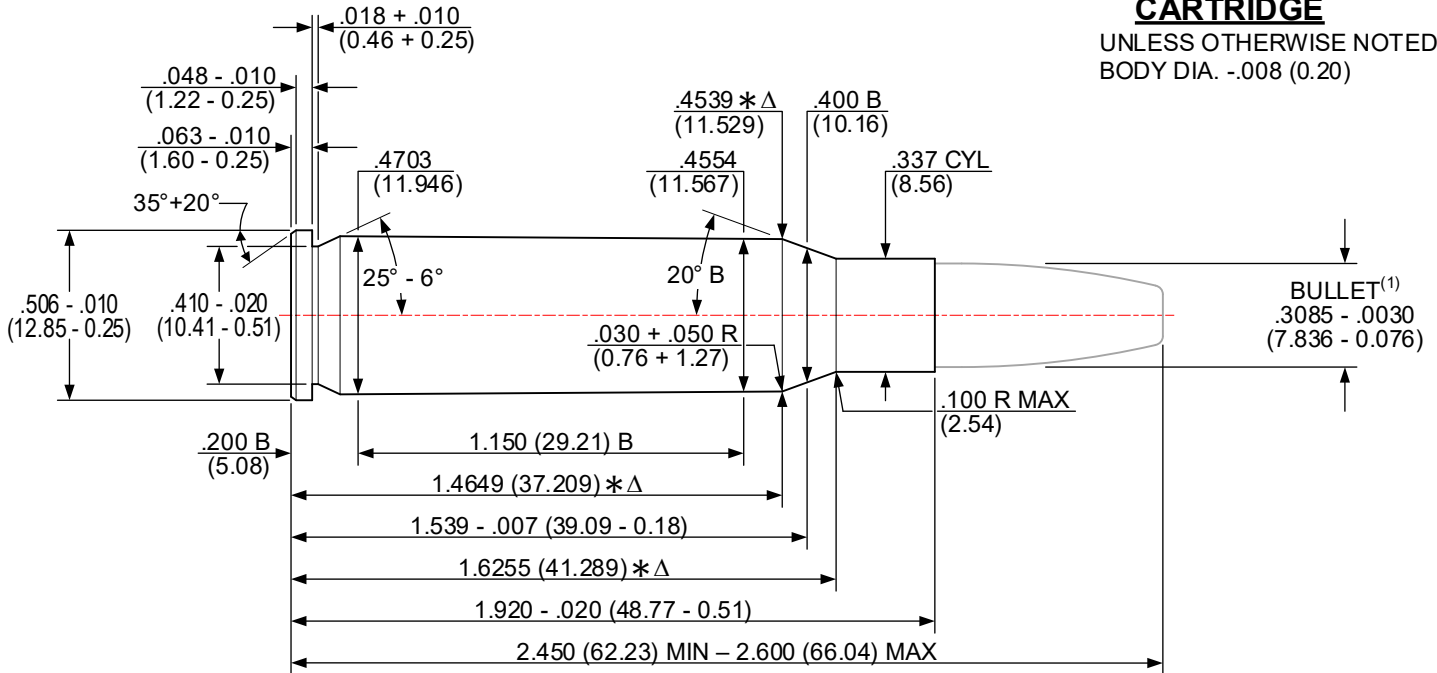 CARTRIDGE
UNLESS OTHERWISE NOTED
BODY DIA. -.008 (0.20)
.018 + .010
(0.46 + 0.25)
.048 - .010
(1.22 - 0.25)
.063 - .010
(1.60 - 0.25)
35°+20°
.4703
(11.946)
.4554
(11.567)
.4539 * Δ
(11.529)
.400 B
(10.16)
.337 CYL
(8.56)
25° - 6°
20° B
.506 - .010
(12.85 - 0.25)
.410 - .020
(10.41 - 0.51)
.030 + .050 R
(0.76 + 1.27)
BULLET(1)
.3085 - .0030
(7.836 - 0.076)
.100 R MAX
(2.54)
.200 B
(5.08)
1.150 (29.21) B
1.4649 (37.209) * Δ
1.539 - .007 (39.09 - 0.18)
1.6255 (41.289) * Δ
1.920 - .020 (48.77 - 0.51)
2.450 (62.23) MIN – 2.600 (66.04) MAX